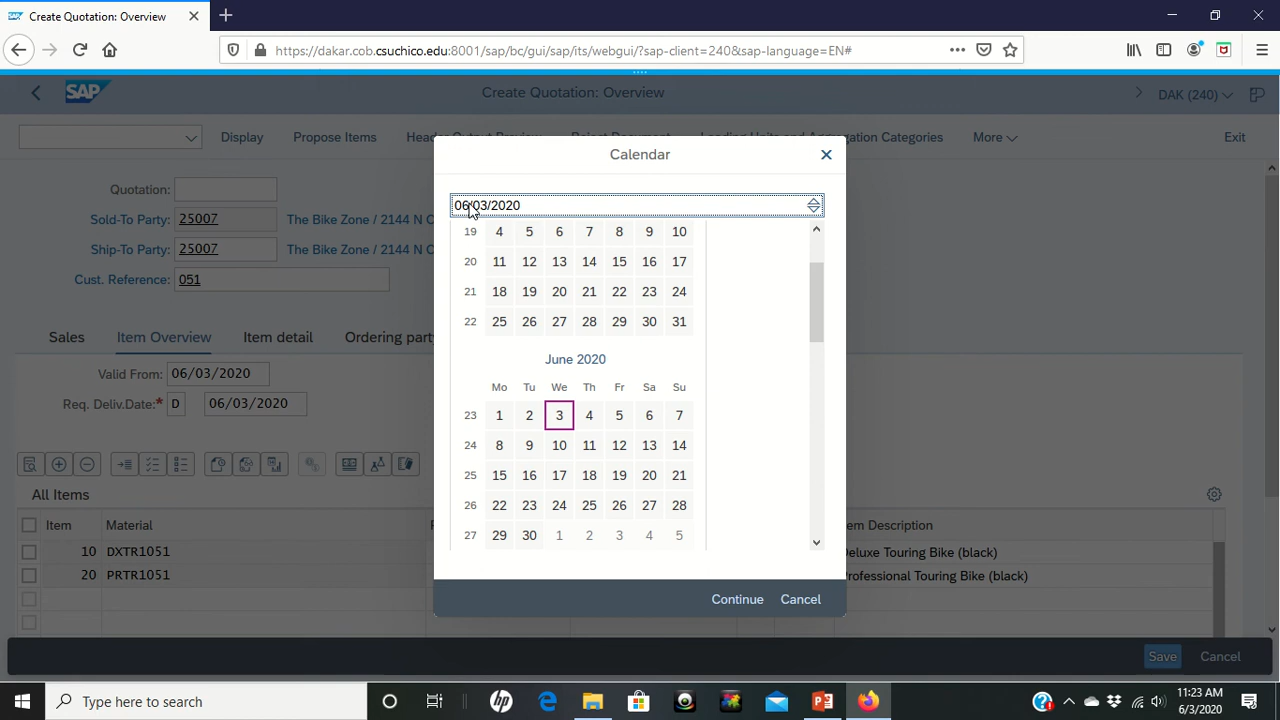 Create Quotation: Overview
https://dakar.cob.csuchico.edu:8001/sap/bc/gui/sap/its/webgui/?sap-client=240&sap-language=EN#
SAP
Create Quotation: Overview
DAK (240)
Display
Propose Items
More
Exit
Quotation:
Sold-To Party: 25007
The Bike Zone / 2144 N
Ship-To Party: 25007
The Bike Zone / 2144 N
Cust. Reference: 051
Sales
Item Overview
Item detail
Valid From: 06/03/2020
Req. Deliv.Date:* D 06/03/2020
All Items
Item Material
10 DXTR1051
20 PRTR1051
Item Description
Deluxe Touring Bike (black)
Professional Touring Bike (black)
Calendar
06/03/2020
19 4 5 6 7 8 9 10
20 11 12 13 14 15 16 17
21 18 19 20 21 22 23 24
22 25 26 27 28 29 30 31
June 2020
Mo Tu We Th Fr Sa Su
23 1 2 3 4 5 6 7
24 8 9 10 11 12 13 14
25 15 16 17 18 19 20 21
26 22 23 24 25 26 27 28
27 29 30 1 2 3 4 5
Continue Cancel
Save Cancel
Type here to search
11:23 AM
6/3/2020